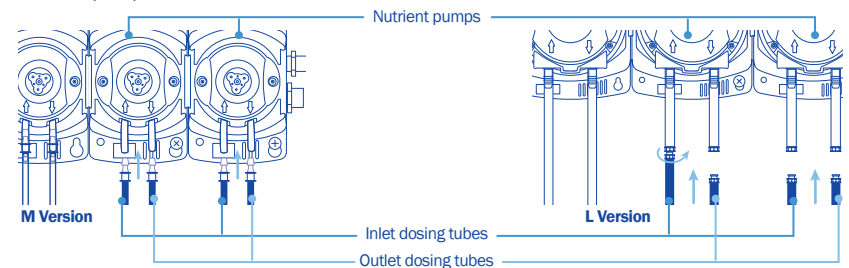 Nutrient pumps
M Version
L Version
Inlet dosing tubes
Outlet dosing tubes